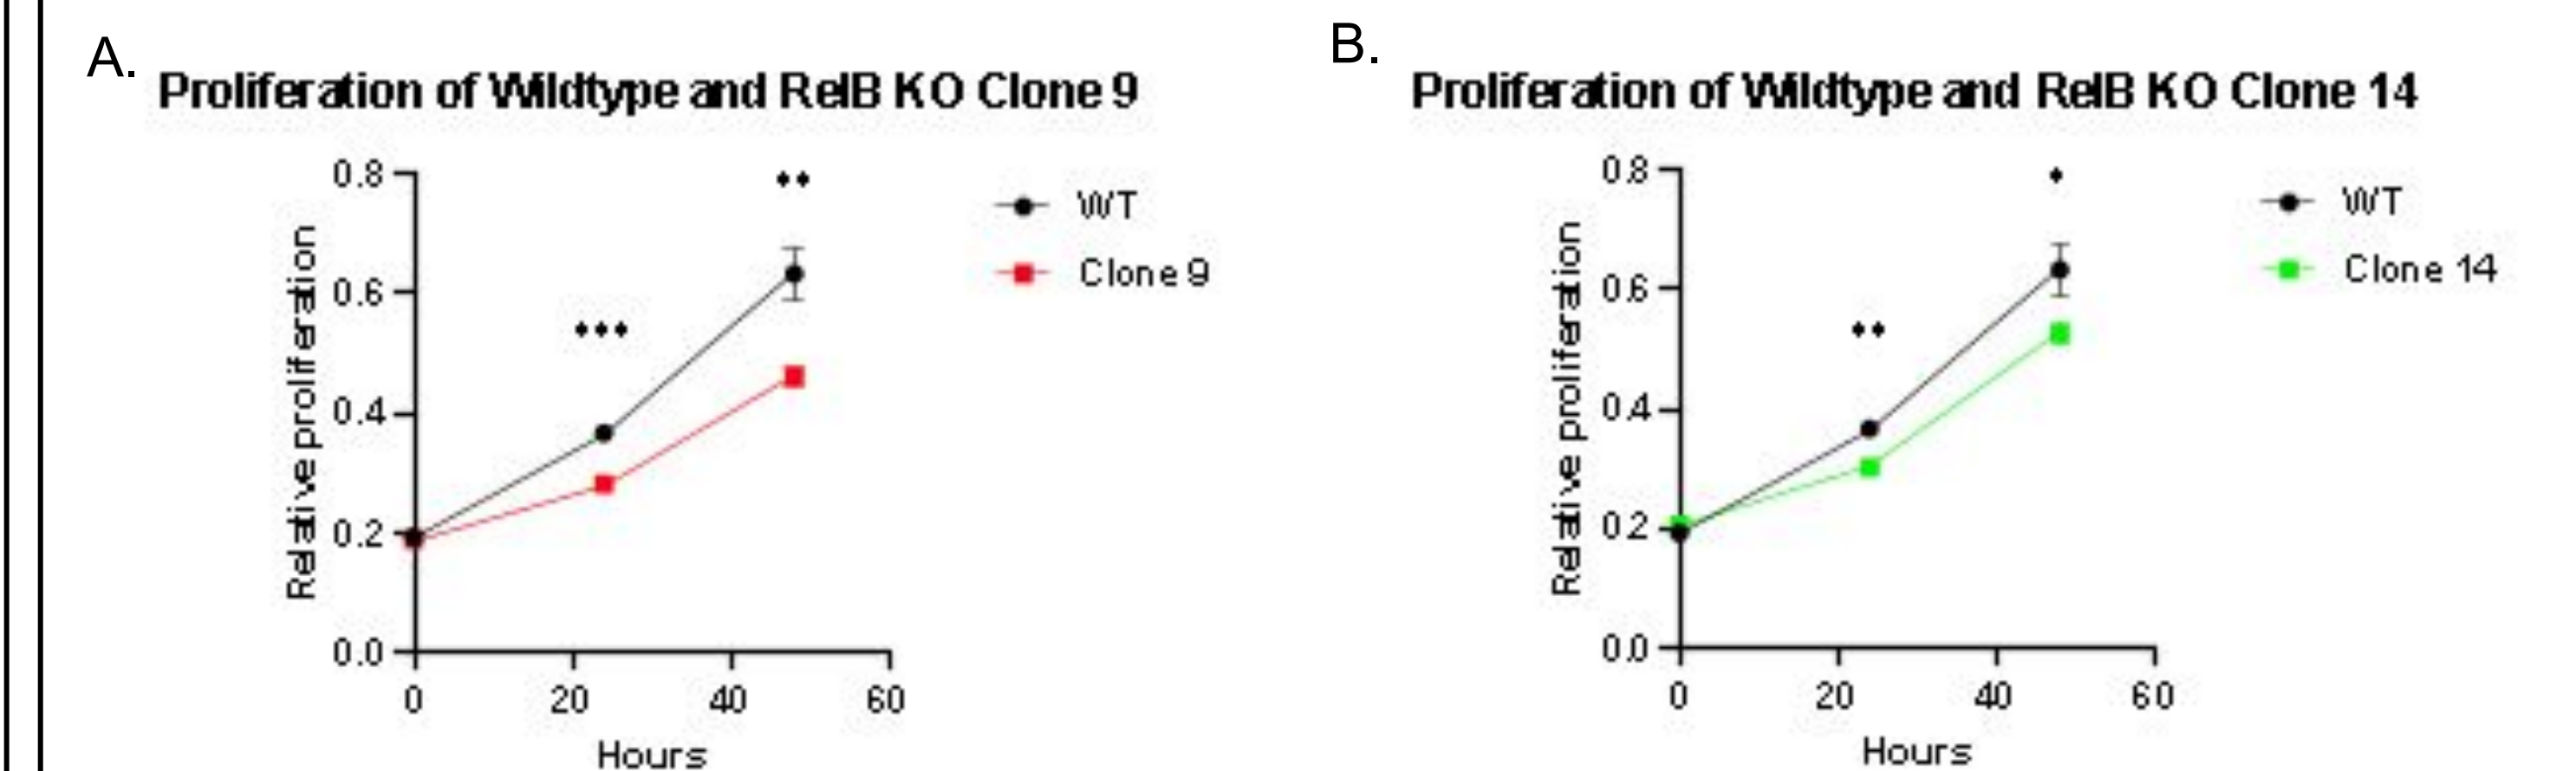 A.
Proliferation of Wildtype and RelB KO Clone 9
0.8
0.6
0.4
0.2
0.0
Relative proliferation
0
20
40
60
Hours
WT
Clone 9
B.
Proliferation of Wildtype and RelB KO Clone 14
0.8
0.6
0.4
0.2
0.0
Relative proliferation
0
20
40
60
Hours
WT
Clone 14